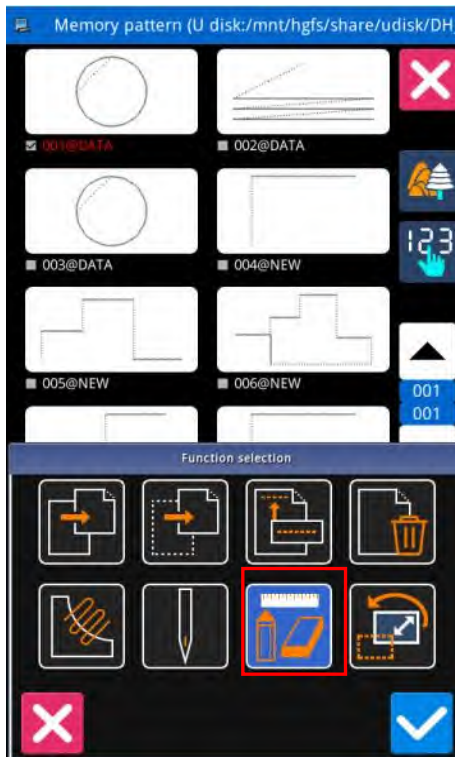 Memory pattern (U disk:/mnt/hgfs/share/udisk/DH
001@DATA
002@DATA
003@DATA
004@NEW
123
005@NEW
006@NEW
001
001
Function selection